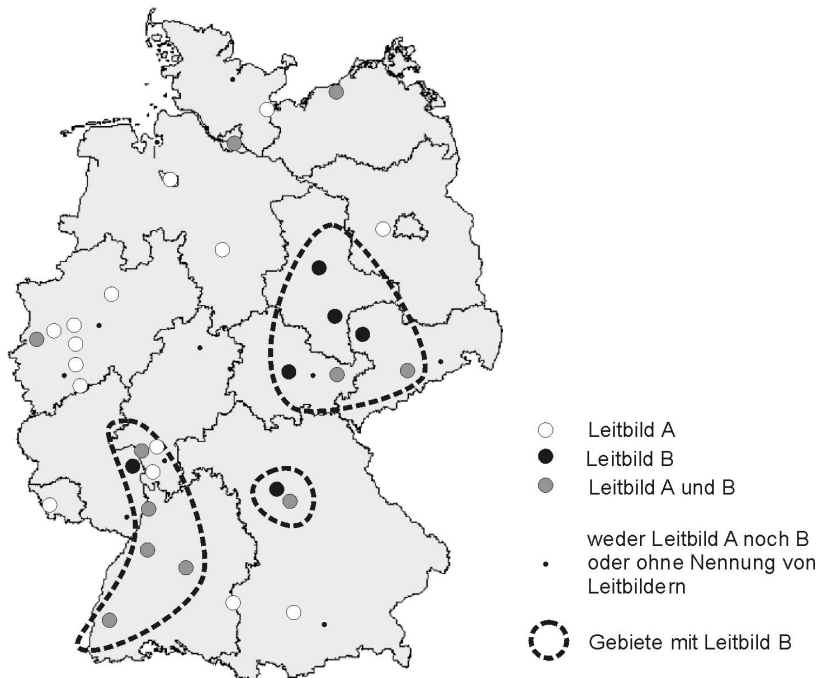 Leitbild A
Leitbild B
Leitbild A und B
weder Leitbild A noch B
oder ohne Nennung von
Leitbildern
Gebiete mit Leitbild B